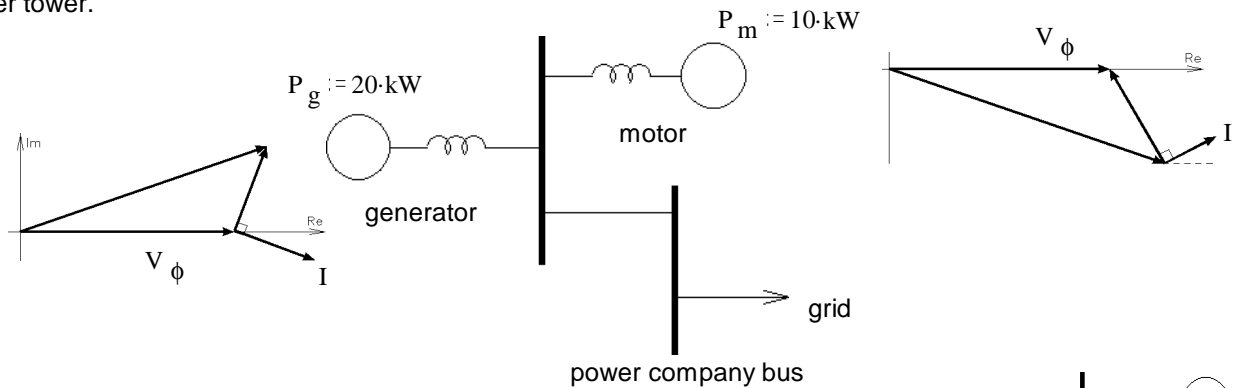 er tower.
P m := 10·kW
P g := 20·kW
V ϕ
Re
I
motor
Im
generator
Re
V ϕ
I
grid
power company bus